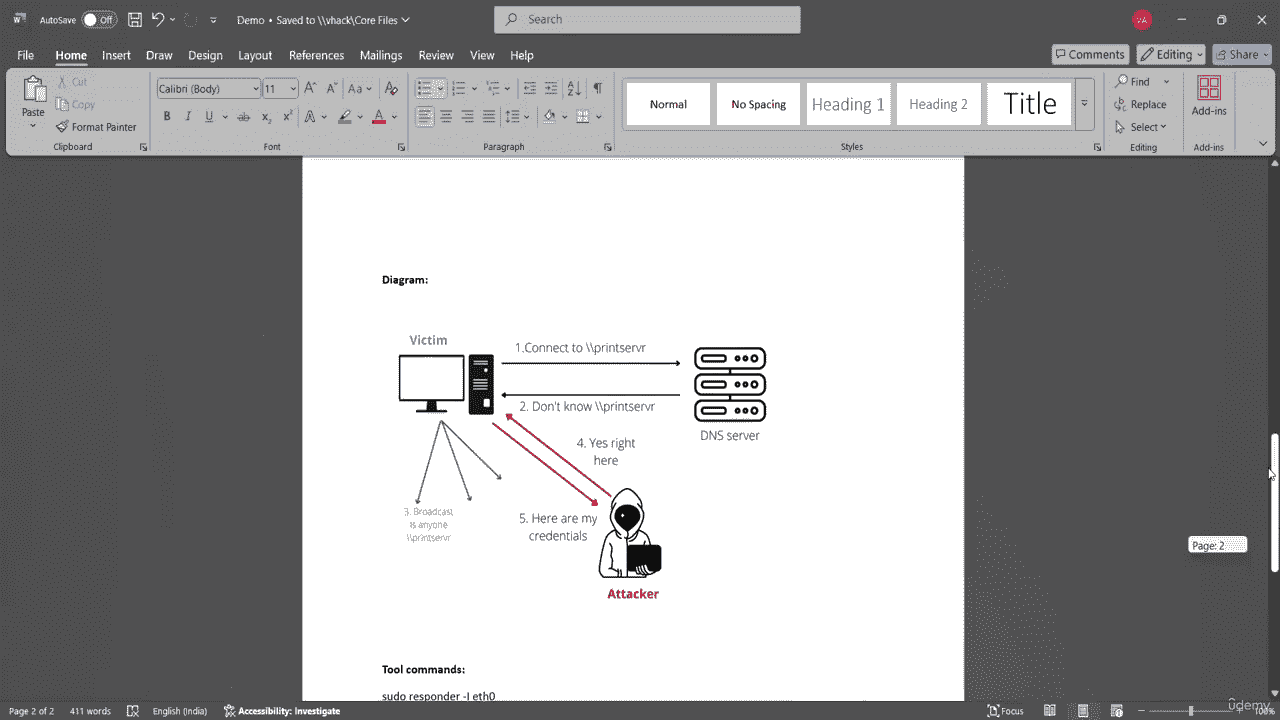 AutoSave Off Demo • Saved to \\vhack\Core Files Search VA
File Home Insert Draw Design Layout References Mailings Review View Help Comments Editing Share
Paste
Cut
Copy
Format Painter
Clipboard
Calibri (Body) 11
Font
Paragraph
Normal
No Spacing
Heading 1
Heading 2
Title
Styles
Find
Replace
Select
Editing
Add-ins
Add-ins
Diagram:
Victim
1.Connect to \\printservr
2. Don't know \\printservr
DNS server
4. Yes right
here
3. Broadcast
is anyone
\\printservr
5. Here are my
credentials
Attacker
Page: 2
Tool commands:
sudo responder -I eth0
Page 2 of 2 411 words English (India) Accessibility: Investigate Focus 100%
Udemy